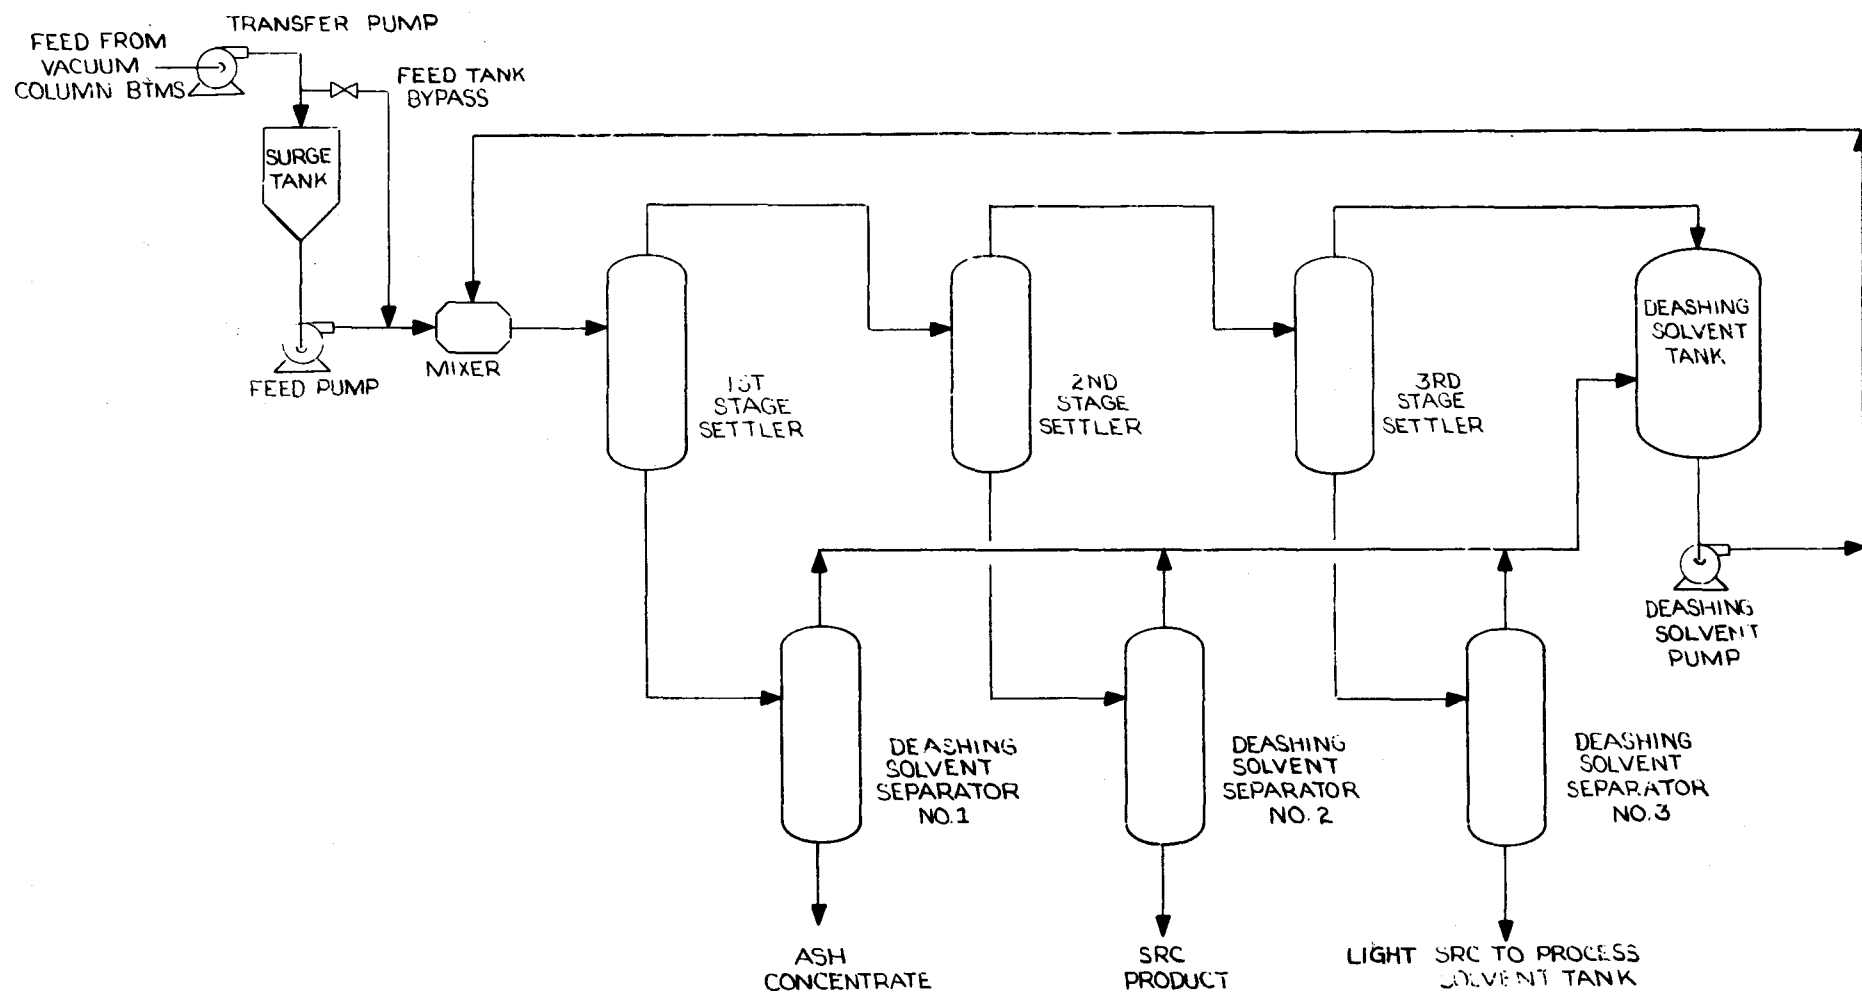 TRANSFER PUMP
FEED FROM
VACUUM
COLUMN BTMS
FEED TANK
BYPASS
SURGE
TANK
FEED PUMP
MIXER
1ST
STAGE
SETTLER
2ND
STAGE
SETTLER
3RD
STAGE
SETTLER
DEASHING
SOLVENT
TANK
DEASHING
SOLVENT
PUMP
DEASHING
SOLVENT
SEPARATOR
NO.1
DEASHING
SOLVENT
SEPARATOR
NO. 2
DEASHING
SOLVENT
SEPARATOR
NO.3
ASH
CONCENTRATE
SRC
PRODUCT
LIGHT SRC TO PROCESS
SOLVENT TANK